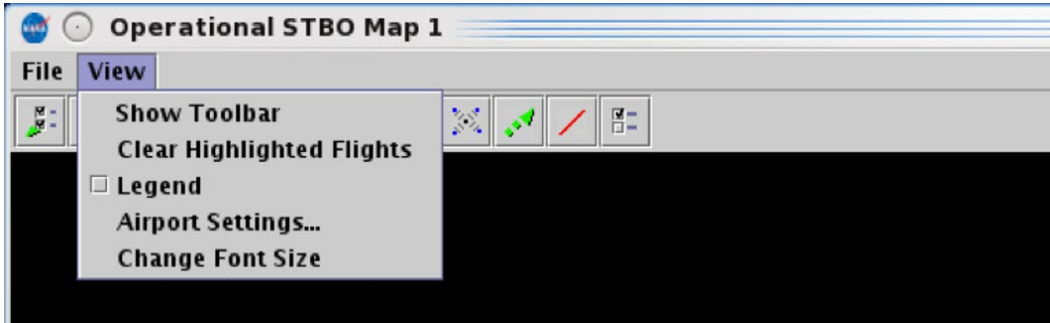 Operational STBO Map 1
File View
Show Toolbar
Clear Highlighted Flights
Legend
Airport Settings...
Change Font Size